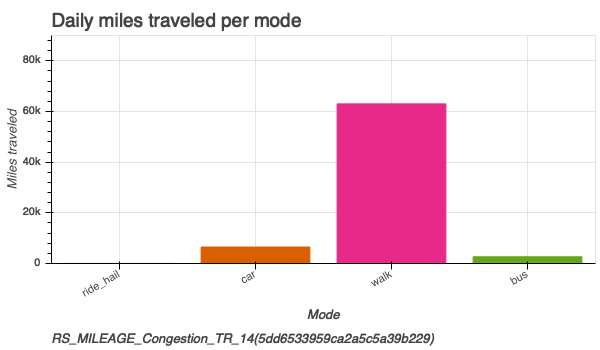 Daily miles traveled per mode
80k
60k
40k
20k
0
Miles traveled
ride_hail
car
walk
bus
Mode
RS_MILEAGE_Congestion_TR_14(5dd6533959ca2a5c5a39b229)